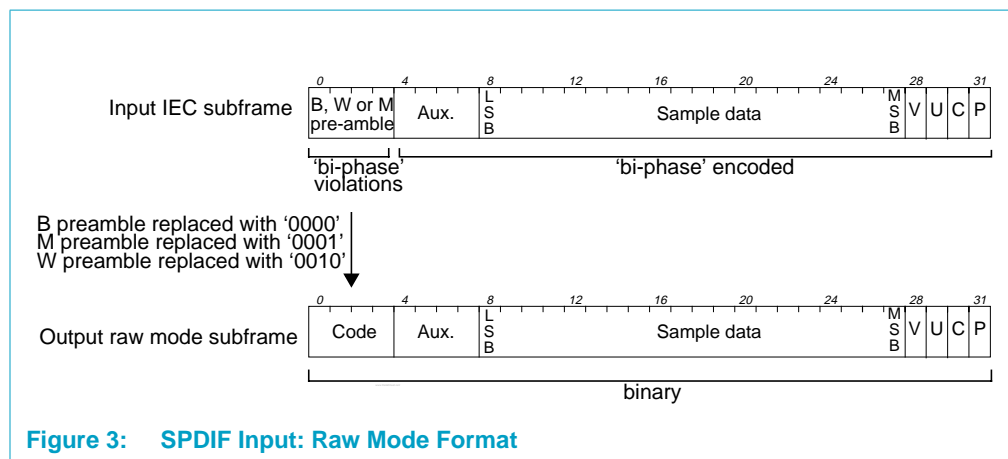 0 4 8 12 16 20 24 28 31
Input IEC subframe
B, W or M
pre-amble
Aux.
L
S
B
Sample data
M
S
B
V U C P
'bi-phase'
violations
'bi-phase' encoded
B preamble replaced with ‘0000’
M preamble replaced with ‘0001’
W preamble replaced with ‘0010’
0 4 8 12 16 20 24 28 31
Output raw mode subframe
Code
Aux.
L
S
B
Sample data
M
S
B
V U C P
binary
Figure 3: SPDIF Input: Raw Mode Format